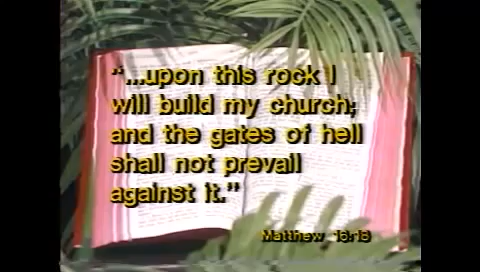 “...upon this rock I
will build my church;
and the gates of hell
shall not prevail
against it.”
Matthew 16:18